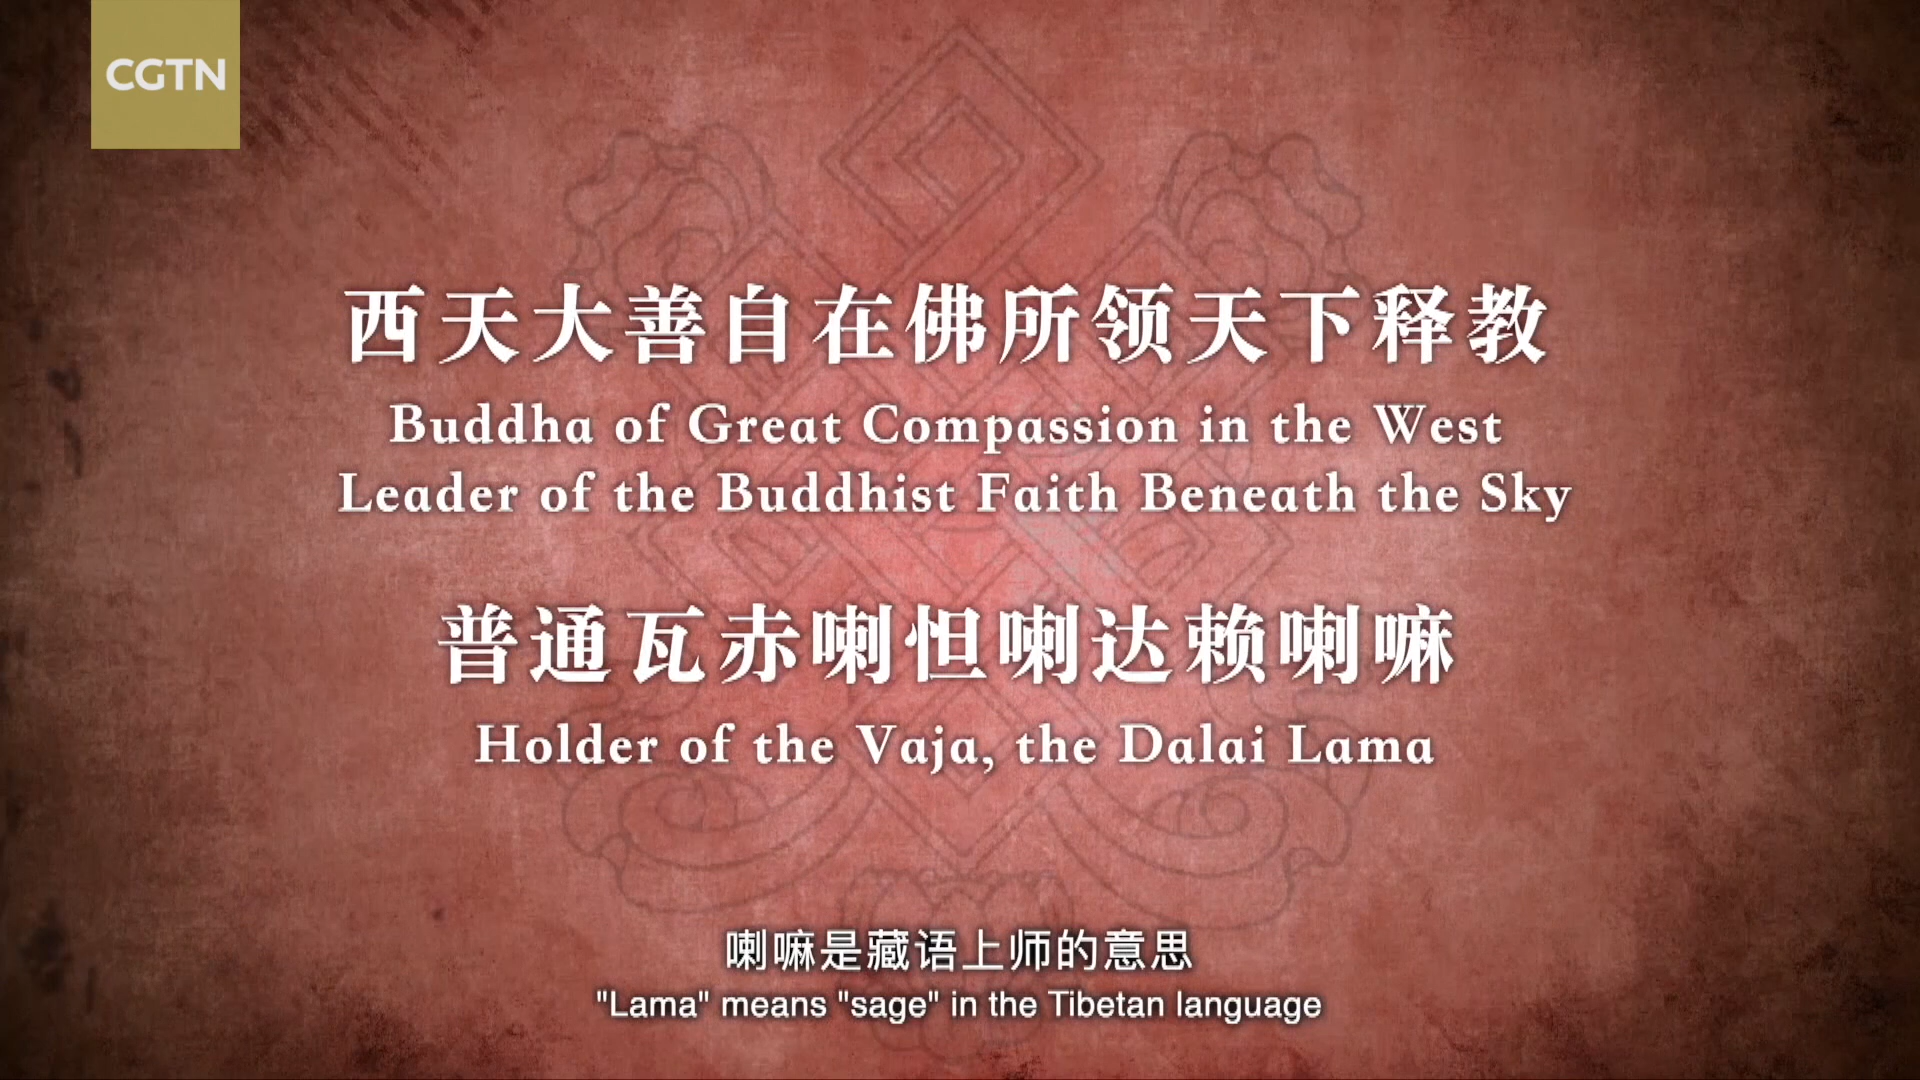 CGTN
西天大善自在佛所领天下释教
Buddha of Great Compassion in the West
Leader of the Buddhist Faith Beneath the Sky
普通瓦赤喇怛喇达赖喇嘛
Holder of the Vaja, the Dalai Lama
喇嘛是藏语上师的意思
"Lama" means "sage" in the Tibetan language